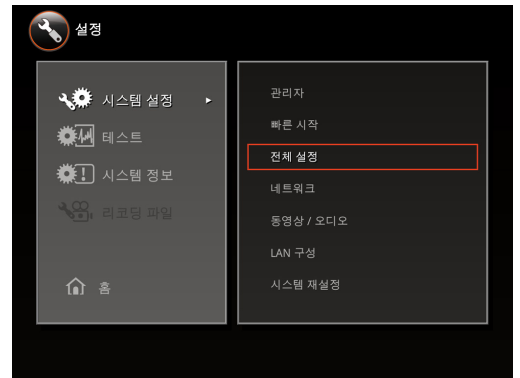 설정
시스템 설정
테스트
시스템 정보
리코딩 파일
홈
관리자
빠른 시작
전체 설정
네트워크
동영상 / 오디오
LAN 구성
시스템 재설정